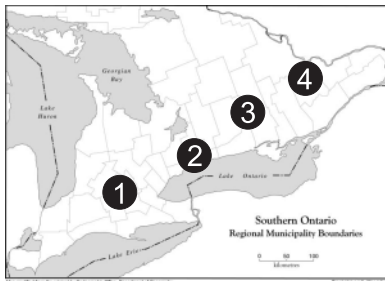 Georgian
Bay
4
3
Lake
Huron
2
1
Lake Ontario
Southern Ontario
Regional Municipality Boundaries
0 50 100
kilometres
Lake Erie